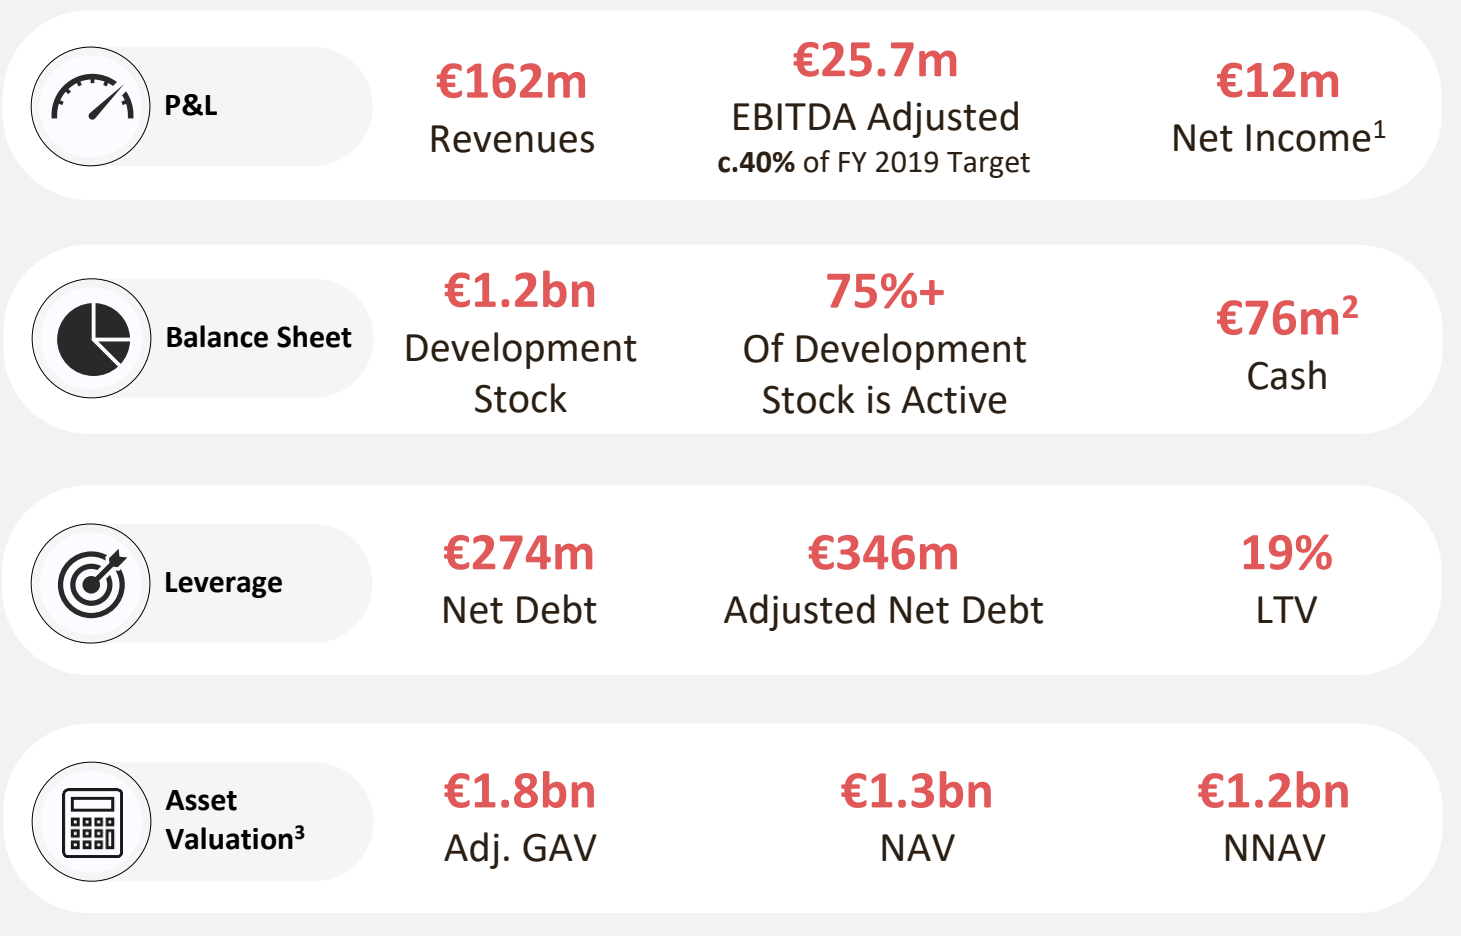 P&L
€162m
Revenues
€25.7m
EBITDA Adjusted
c.40% of FY 2019 Target
€12m
Net Income¹
Balance Sheet
€1.2bn
Development
Stock
75%+
Of Development
Stock is Active
€76m²
Cash
Leverage
€274m
Net Debt
€346m
Adjusted Net Debt
19%
LTV
Asset
Valuation³
€1.8bn
Adj. GAV
€1.3bn
NAV
€1.2bn
NNAV